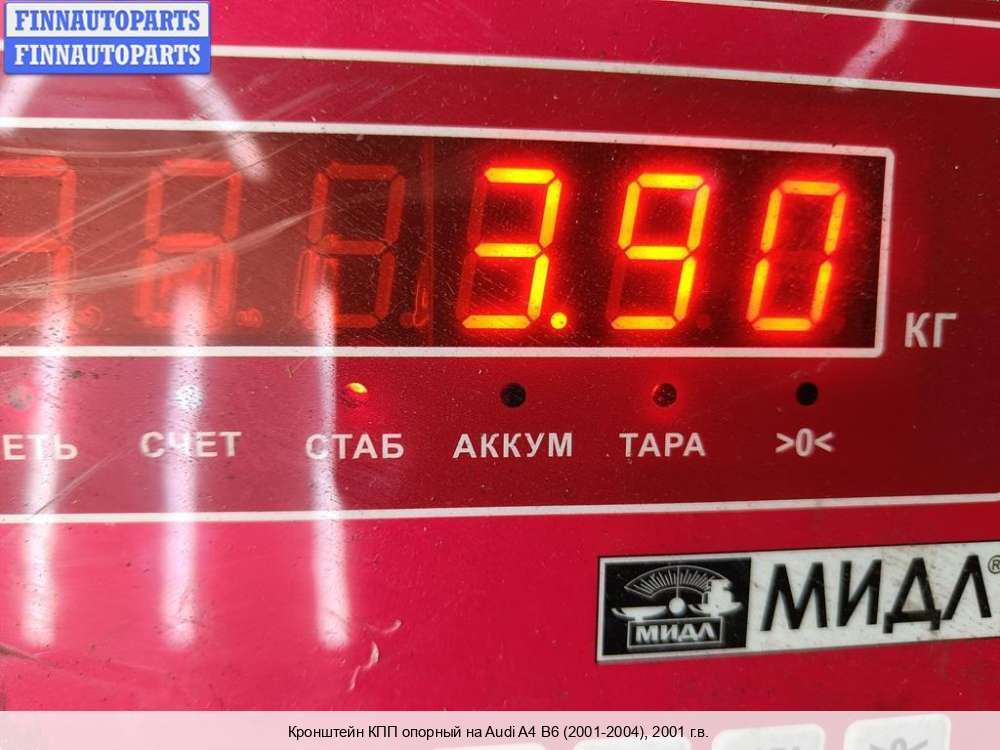 FINNAUTOPARTS
FINNAUTOPARTS
3.90
КГ
ЕТЬ СЧЕТ СТАБ АККУМ ТАРА >0<
МИДЛ МИДЛ®
Кронштейн КПП опорный на Audi A4 B6 (2001-2004), 2001 г.в.